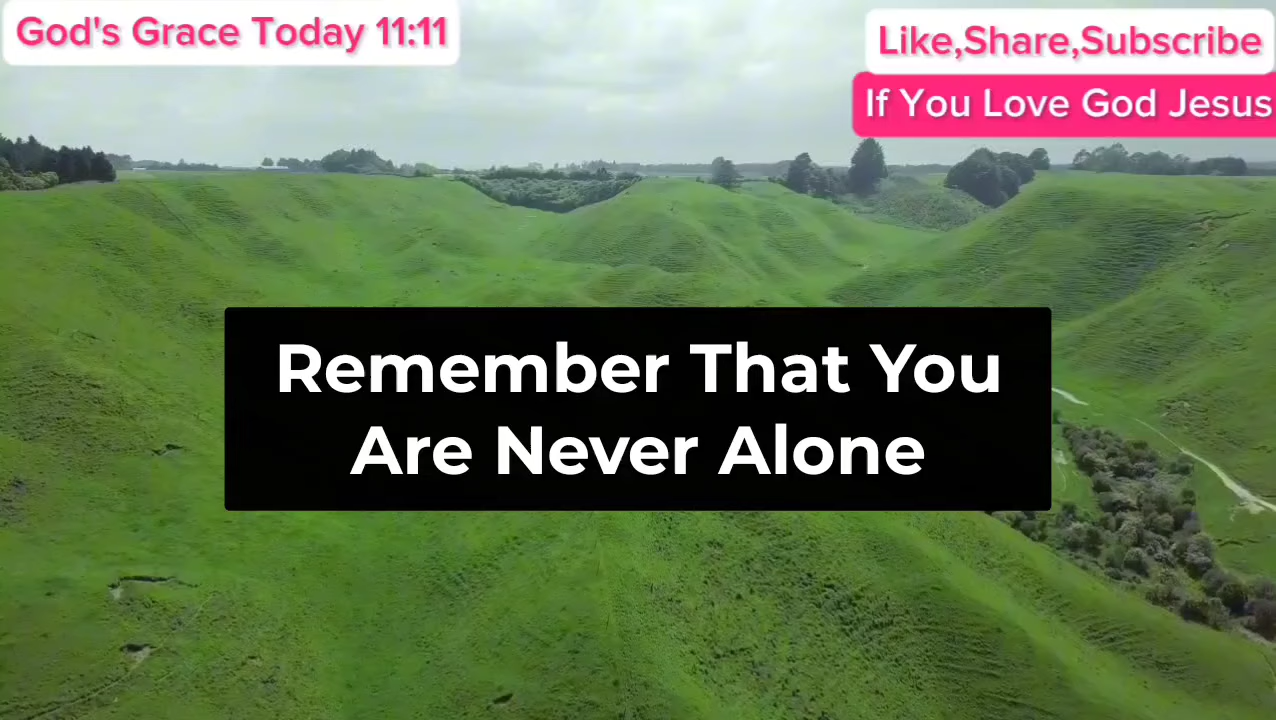 God's Grace Today 11:11
Like,Share,Subscribe
If You Love God Jesus
Remember That You
Are Never Alone